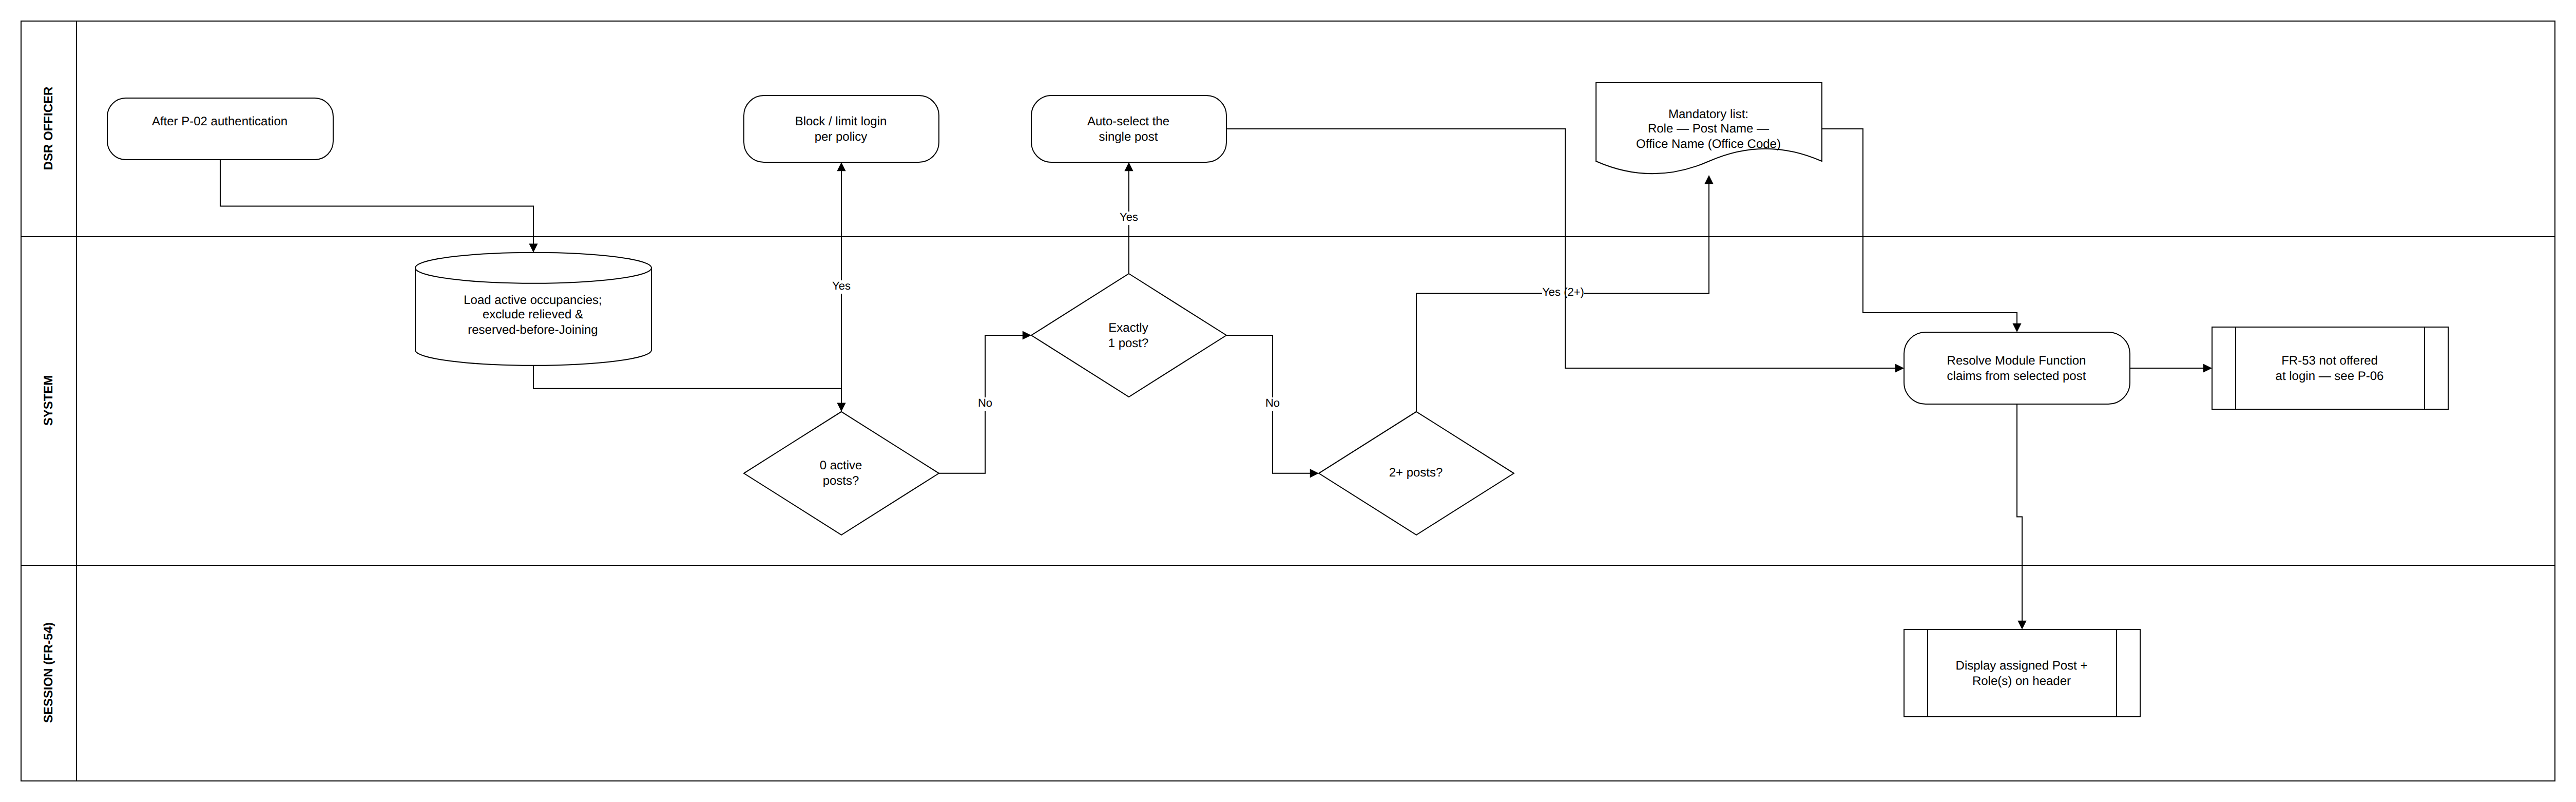 DSR OFFICER
After P-02 authentication
Block / limit login
per policy
Auto-select the
single post
Mandatory list:
Role — Post Name —
Office Name (Office Code)
Yes
SYSTEM
Load active occupancies;
exclude relieved &
reserved-before-Joining
Yes
0 active
posts?
No
Exactly
1 post?
No
2+ posts?
Yes (2+)
Resolve Module Function
claims from selected post
FR-53 not offered
at login — see P-06
SESSION (FR-54)
Display assigned Post +
Role(s) on header